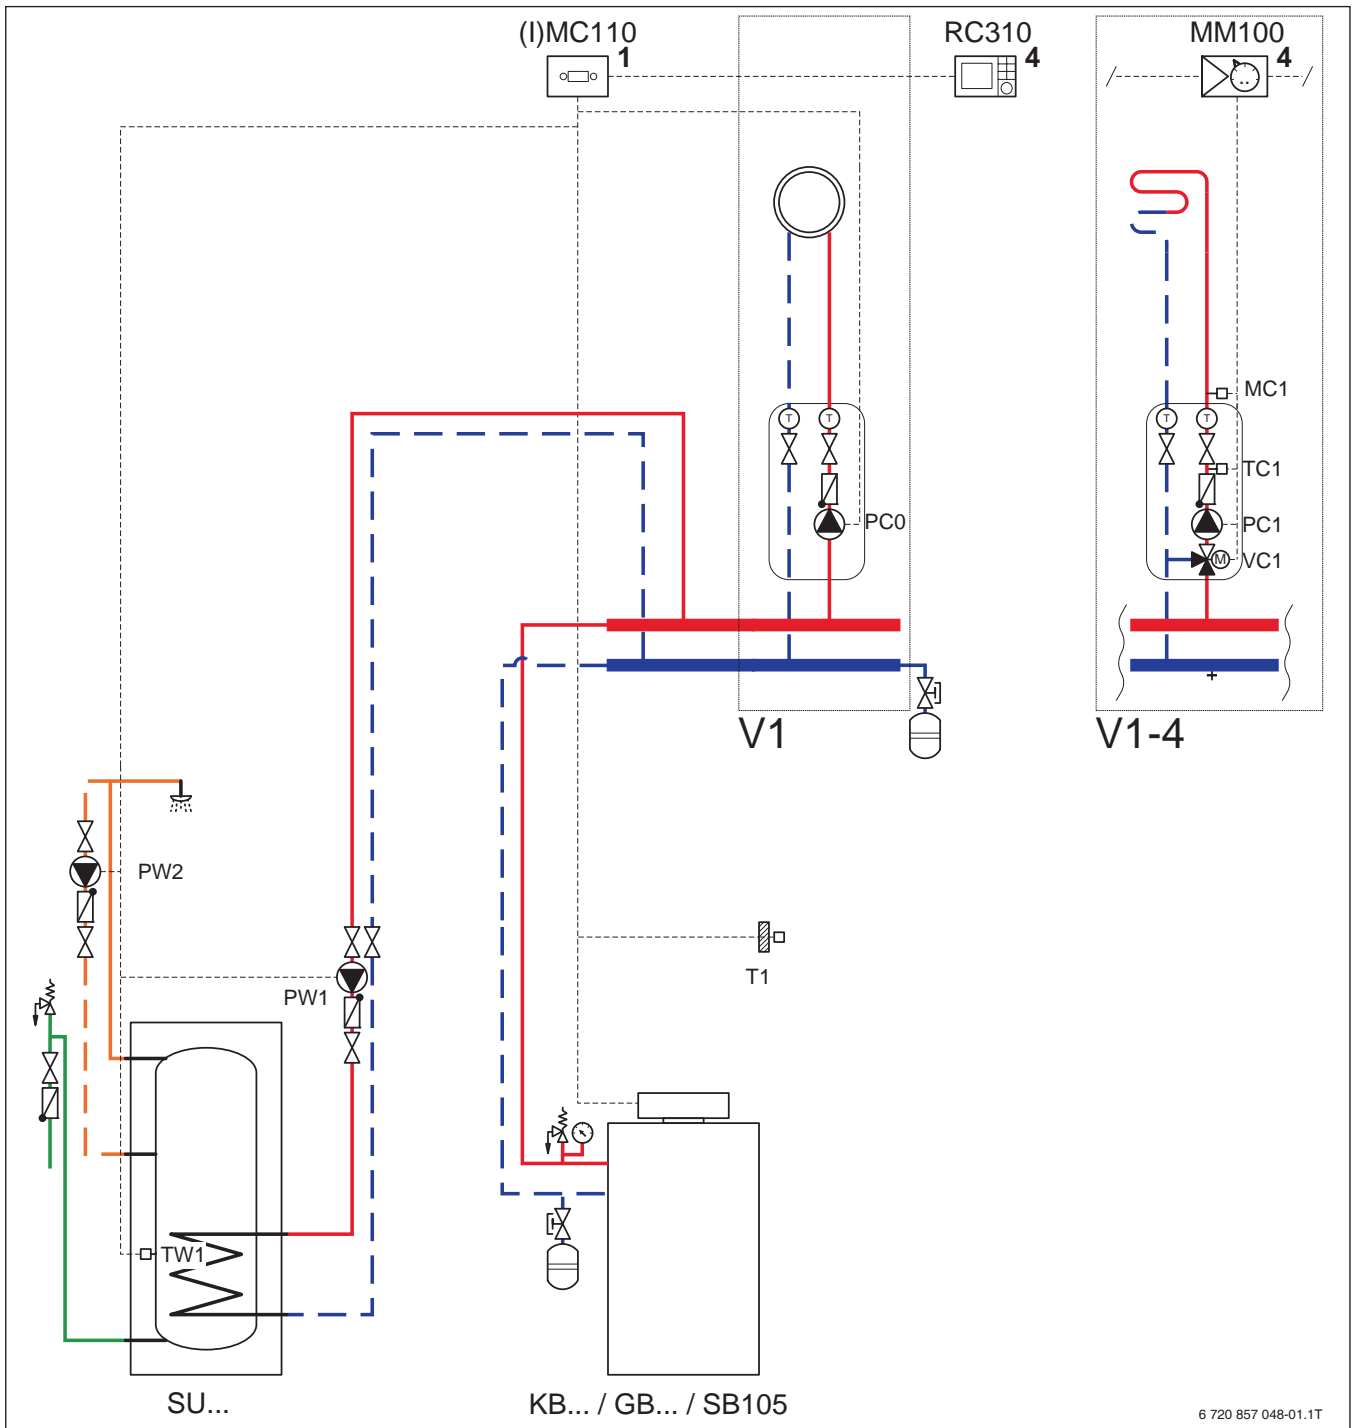 (I)MC110
1
RC310
4
MM100
4
T
T
PC0
T
T
MC1
TC1
PC1
M
VC1
V1
V1-4
PW2
PW1
T1
TW1
SU...
KB... / GB... / SB105
6 720 857 048-01.1T